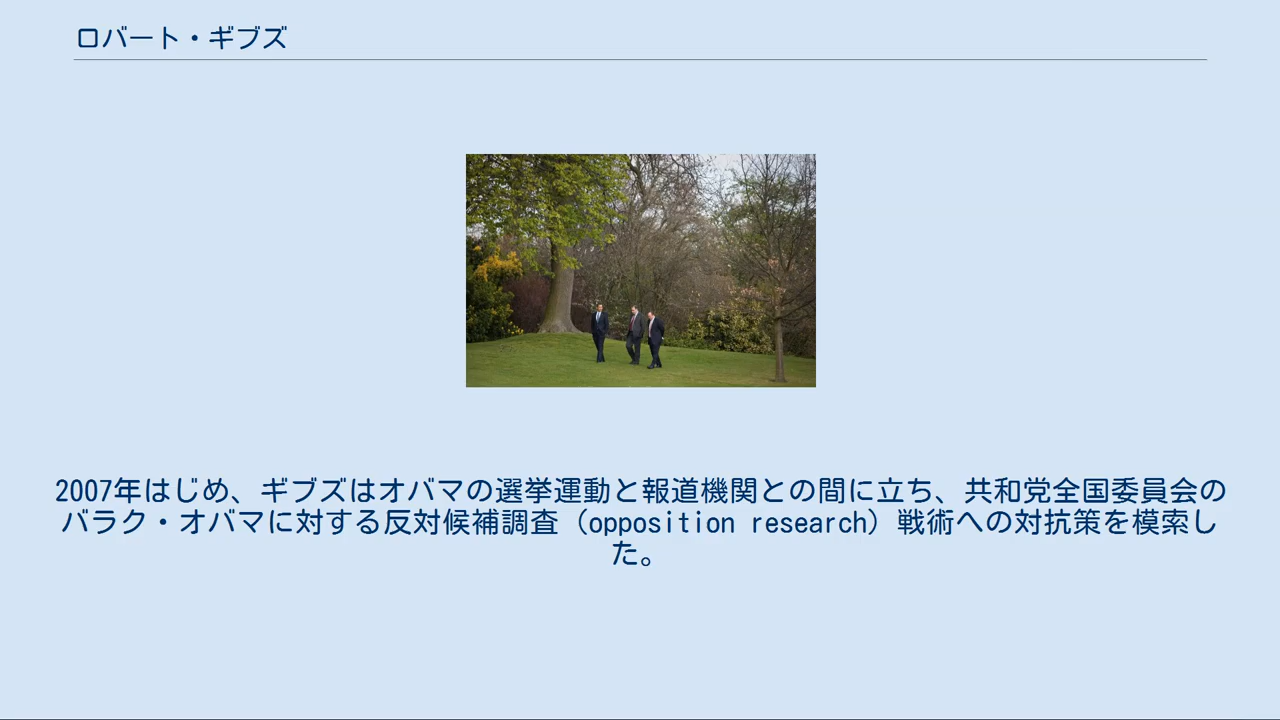 ロバート・ギブズ
2007年はじめ、ギブズはオバマの選挙運動と報道機関との間に立ち、共和党全国委員会の
バラク・オバマに対する反対候補調査（opposition research）戦術への対抗策を模索し
た。